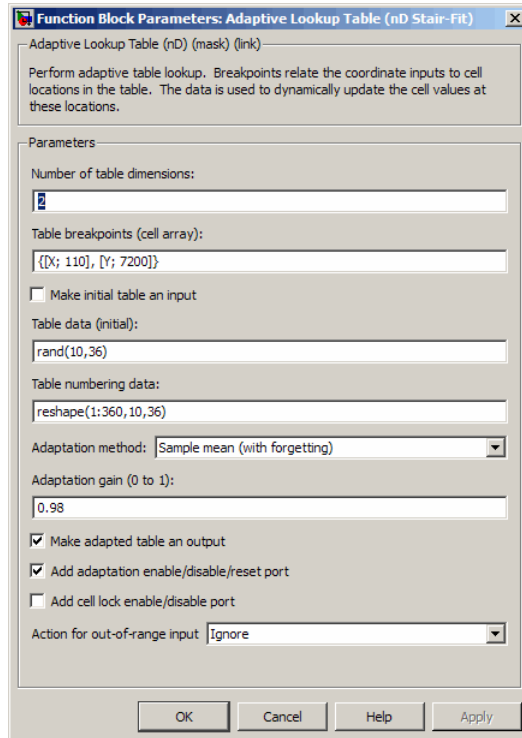 Function Block Parameters: Adaptive Lookup Table (nD Stair-Fit)
Adaptive Lookup Table (nD) (mask) (link)
Perform adaptive table lookup. Breakpoints relate the coordinate inputs to cell
locations in the table. The data is used to dynamically update the cell values at
these locations.
Parameters
Number of table dimensions:
2
Table breakpoints (cell array):
{[X; 110], [Y; 7200]}
Make initial table an input
Table data (initial):
rand(10,36)
Table numbering data:
reshape(1:360,10,36)
Adaptation method: Sample mean (with forgetting)
Adaptation gain (0 to 1):
0.98
Make adapted table an output
Add adaptation enable/disable/reset port
Add cell lock enable/disable port
Action for out-of-range input Ignore
OK Cancel Help Apply